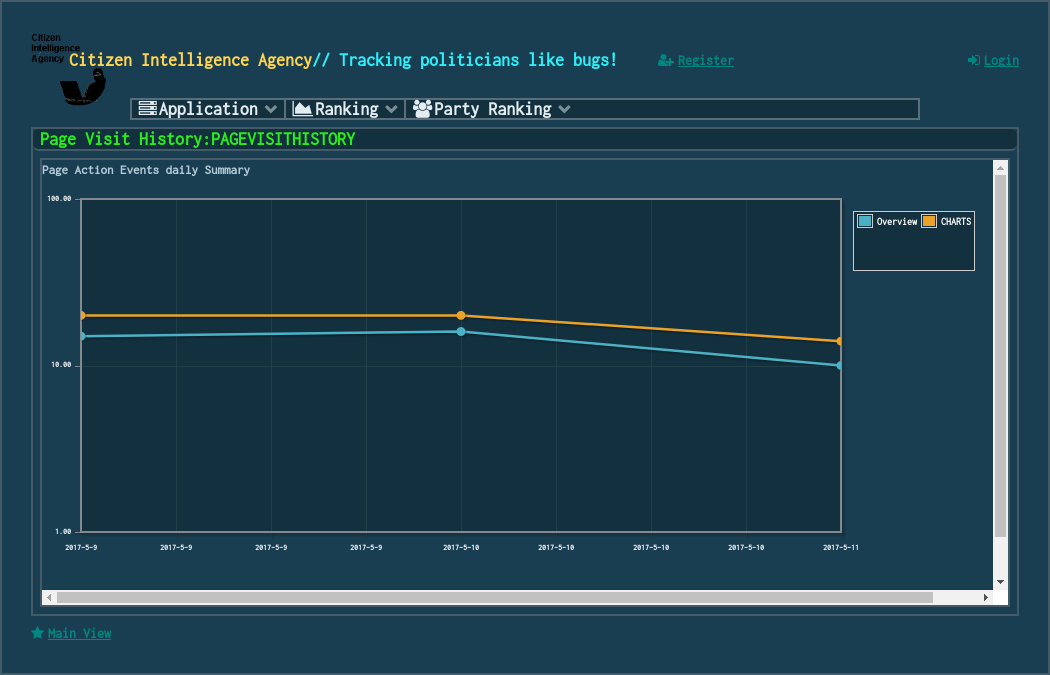 Citizen
Intelligence
Agency
Citizen Intelligence Agency// Tracking politicians like bugs!
Register
Login
Application
Ranking
Party Ranking
Page Visit History:PAGEVISITHISTORY
Page Action Events daily Summary
100.00
10.00
1.00
2017-5-9 2017-5-9 2017-5-9 2017-5-9 2017-5-10 2017-5-10 2017-5-10 2017-5-10 2017-5-11
Overview CHARTS
Main View